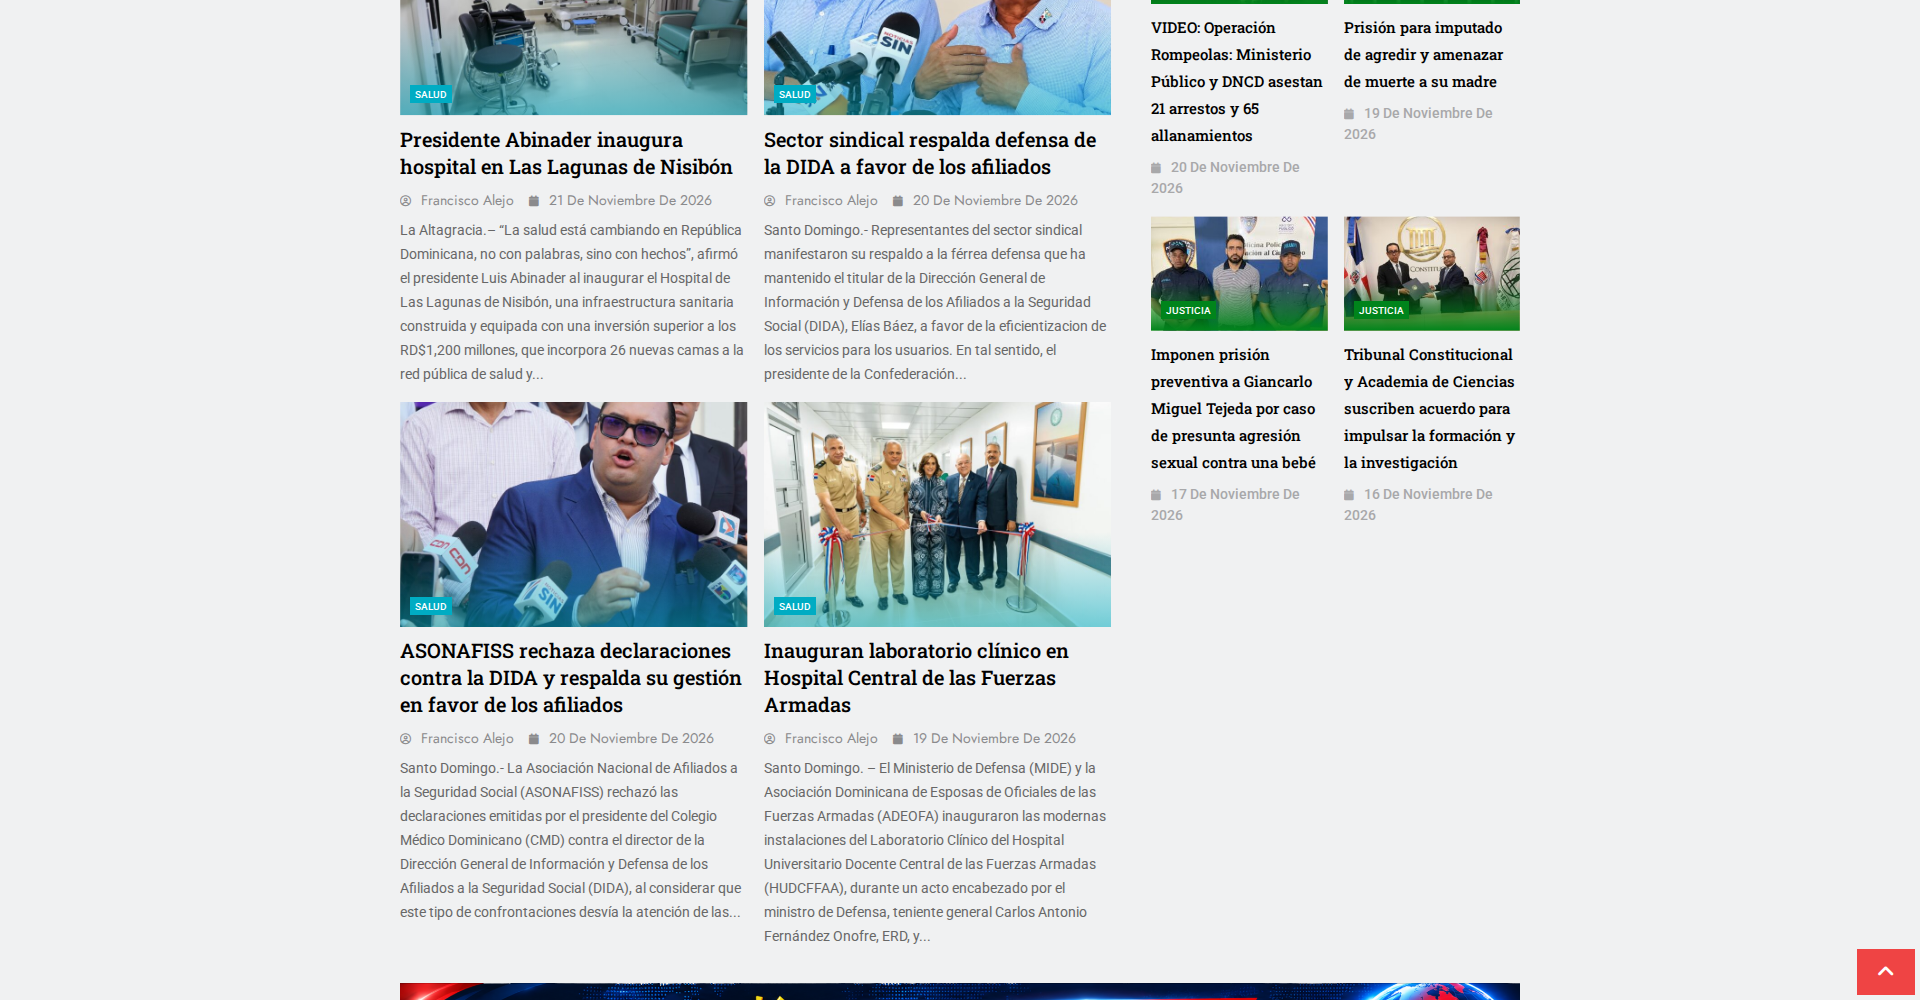 SALUD
Presidente Abinader inaugura
hospital en Las Lagunas de Nisibón
Francisco Alejo 21 De Noviembre De 2026
La Altagracia.– “La salud está cambiando en República
Dominicana, no con palabras, sino con hechos”, afirmó
el presidente Luis Abinader al inaugurar el Hospital de
Las Lagunas de Nisibón, una infraestructura sanitaria
construida y equipada con una inversión superior a los
RD$1,200 millones, que incorpora 26 nuevas camas a la
red pública de salud y...
NOTICIAS
SIN
SALUD
Sector sindical respalda defensa de
la DIDA a favor de los afiliados
Francisco Alejo 20 De Noviembre De 2026
Santo Domingo.- Representantes del sector sindical
manifestaron su respaldo a la férrea defensa que ha
mantenido el titular de la Dirección General de
Información y Defensa de los Afiliados a la Seguridad
Social (DIDA), Elías Báez, a favor de la eficientizacion de
los servicios para los usuarios. En tal sentido, el
presidente de la Confederación...
CDN
CDN
SIN
SALUD
ASONAFISS rechaza declaraciones
contra la DIDA y respalda su gestión
en favor de los afiliados
Francisco Alejo 20 De Noviembre De 2026
Santo Domingo.- La Asociación Nacional de Afiliados a
la Seguridad Social (ASONAFISS) rechazó las
declaraciones emitidas por el presidente del Colegio
Médico Dominicano (CMD) contra el director de la
Dirección General de Información y Defensa de los
Afiliados a la Seguridad Social (DIDA), al considerar que
este tipo de confrontaciones desvía la atención de las...
SALUD
Inauguran laboratorio clínico en
Hospital Central de las Fuerzas
Armadas
Francisco Alejo 19 De Noviembre De 2026
Santo Domingo. – El Ministerio de Defensa (MIDE) y la
Asociación Dominicana de Esposas de Oficiales de las
Fuerzas Armadas (ADEOFA) inauguraron las modernas
instalaciones del Laboratorio Clínico del Hospital
Universitario Docente Central de las Fuerzas Armadas
(HUDCFFAA), durante un acto encabezado por el
ministro de Defensa, teniente general Carlos Antonio
Fernández Onofre, ERD, y...
VIDEO: Operación
Rompeolas: Ministerio
Público y DNCD asestan
21 arrestos y 65
allanamientos
20 De Noviembre De
2026
Prisión para imputado
de agredir y amenazar
de muerte a su madre
19 De Noviembre De
2026
JUSTICIA
Imponen prisión
preventiva a Giancarlo
Miguel Tejeda por caso
de presunta agresión
sexual contra una bebé
17 De Noviembre De
2026
JUSTICIA
Tribunal Constitucional
y Academia de Ciencias
suscriben acuerdo para
impulsar la formación y
la investigación
16 De Noviembre De
2026